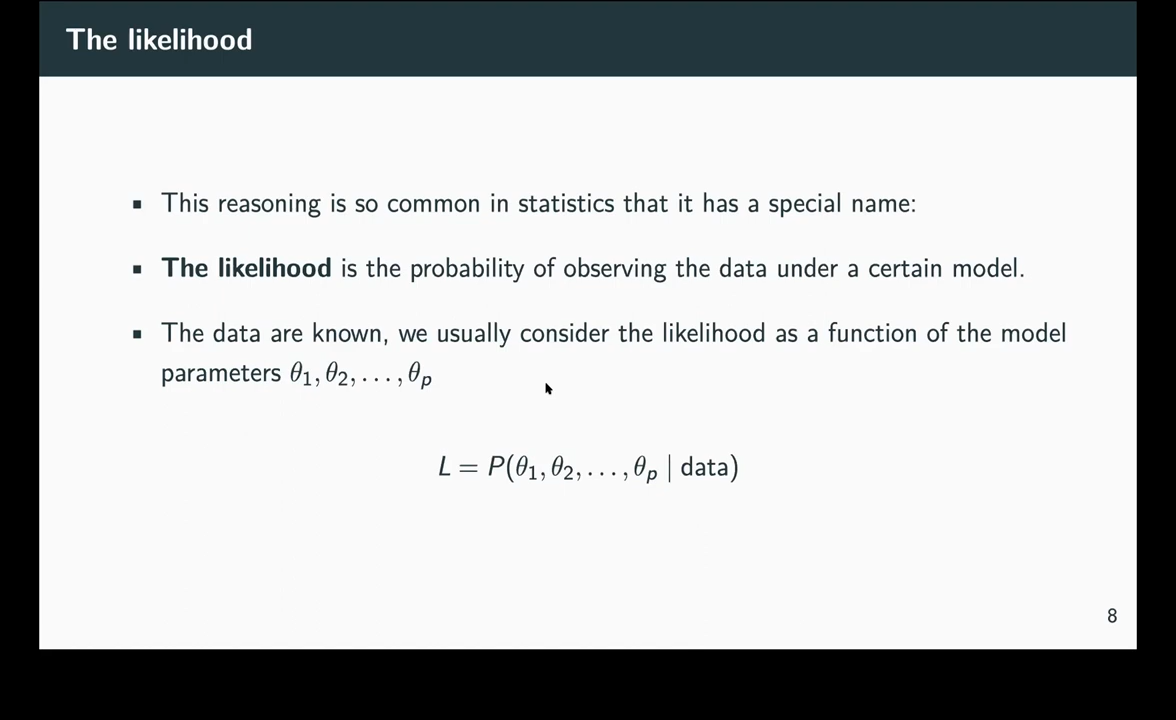 The likelihood
▪ This reasoning is so common in statistics that it has a special name:
▪ The likelihood is the probability of observing the data under a certain model.
▪ The data are known, we usually consider the likelihood as a function of the model
parameters θ₁, θ₂, . . . , θₚ
L = P(θ₁, θ₂, . . . , θₚ | data)
8